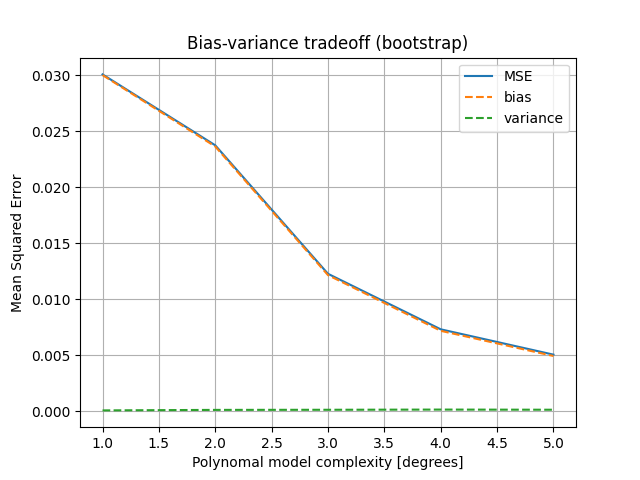 Bias-variance tradeoff (bootstrap)
MSE
bias
variance
Mean Squared Error
0.030
0.025
0.020
0.015
0.010
0.005
0.000
1.0 1.5 2.0 2.5 3.0 3.5 4.0 4.5 5.0
Polynomal model complexity [degrees]